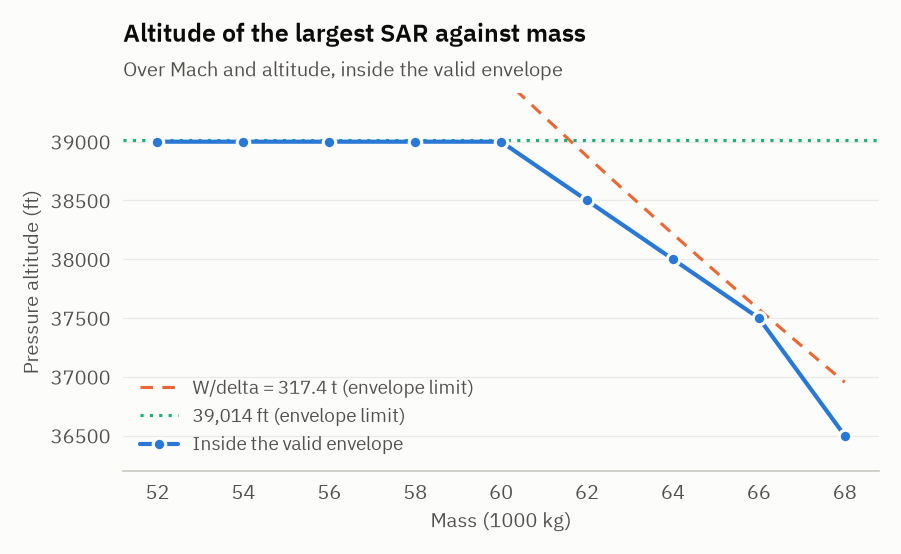 Altitude of the largest SAR against mass
Over Mach and altitude, inside the valid envelope
39000
38500
38000
37500
37000
36500
Pressure altitude (ft)
W/delta = 317.4 t (envelope limit)
39,014 ft (envelope limit)
Inside the valid envelope
52 54 56 58 60 62 64 66 68
Mass (1000 kg)